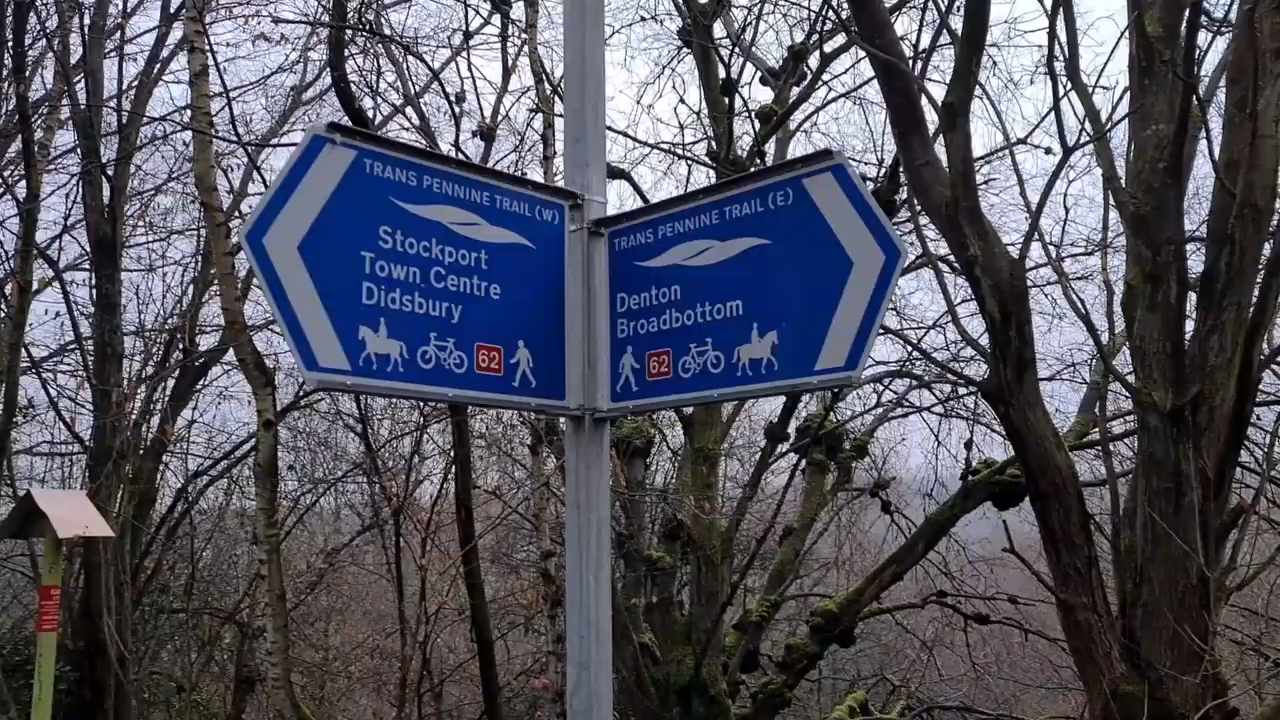 TRANS PENNINE TRAIL (W)
Stockport
Town Centre
Didsbury
62
TRANS PENNINE TRAIL (E)
Denton
Broadbottom
62